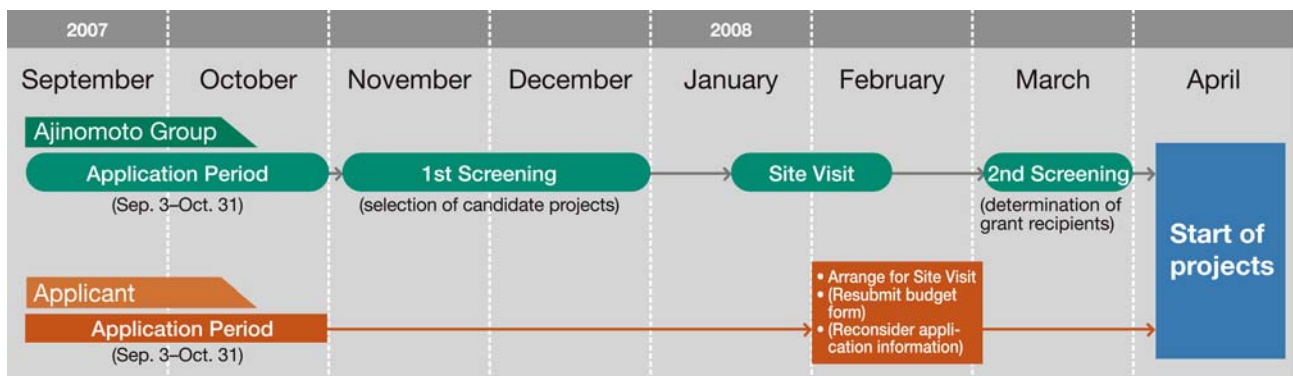 2007 2008
September October November December January February March April
Ajinomoto Group
Application Period 1st Screening Site Visit 2nd Screening
(Sep. 3–Oct. 31) (selection of candidate projects) (determination of
grant recipients)
Start of
projects
Applicant
Application Period
(Sep. 3–Oct. 31)
• Arrange for Site Visit
• (Resubmit budget
form)
• (Reconsider appli-
cation information)